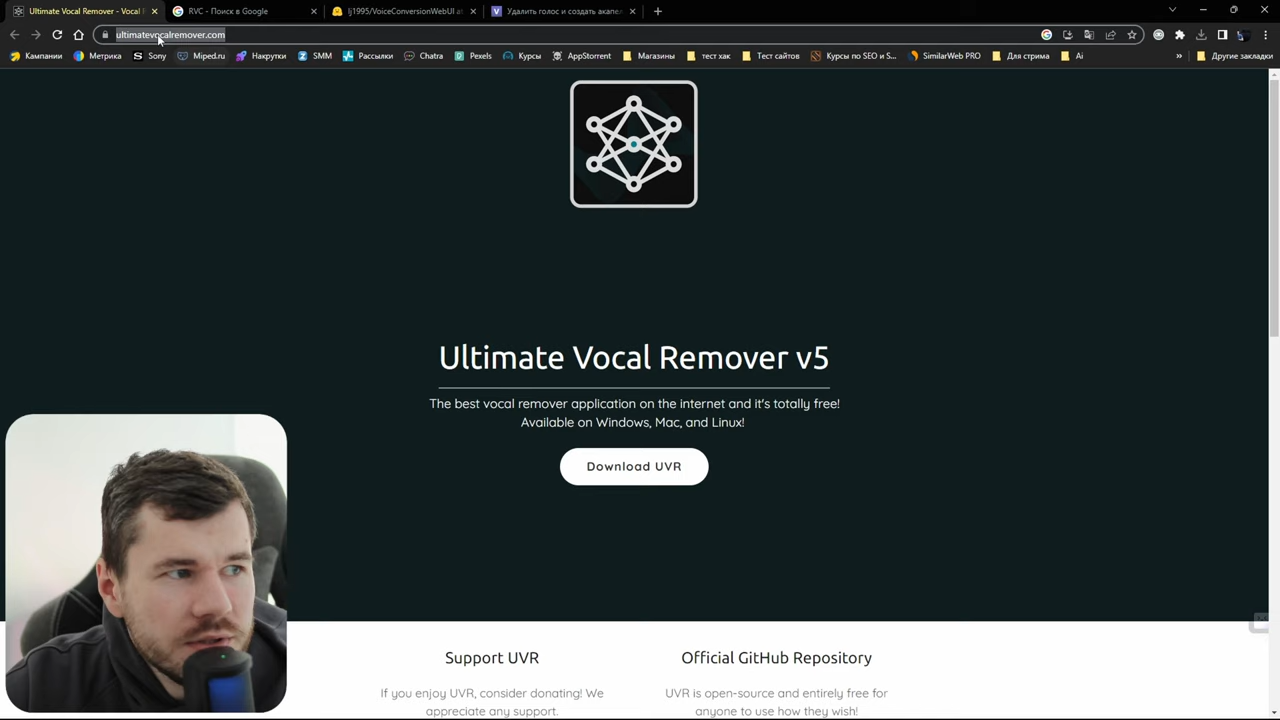 Ultimate Vocal Remover - Vocal
RVC - Поиск в Google
lj1995/VoiceConversionWebUI at
Удалить голос и создать акапел
ultimatevocalremover.com
Кампании
Метрика
Sony
Miped.ru
Накрутки
SMM
Рассылки
Chatra
Pexels
Курсы
AppStorrent
Магазины
тест хак
Тест сайтов
Курсы по SEO и S...
SimilarWeb PRO
Для стрима
Ai
»
Другие закладки
Ultimate Vocal Remover v5
The best vocal remover application on the internet and it's totally free!
Available on Windows, Mac, and Linux!
Download UVR
Support UVR
If you enjoy UVR, consider donating! We
appreciate any support.
Official GitHub Repository
UVR is open-source and entirely free for
anyone to use how they wish!